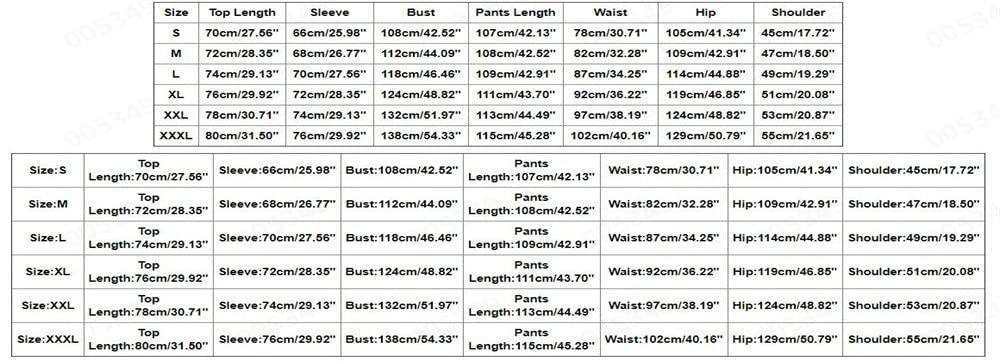 Size Top Length Sleeve Bust Pants Length Waist Hip Shoulder
S 70cm/27.56" 66cm/25.98" 108cm/42.52" 107cm/42.13" 78cm/30.71" 105cm/41.34" 45cm/17.72"
M 72cm/28.35" 68cm/26.77" 112cm/44.09" 108cm/42.52" 82cm/32.28" 109cm/42.91" 47cm/18.50"
L 74cm/29.13" 70cm/27.56" 118cm/46.46" 109cm/42.91" 87cm/34.25" 114cm/44.88" 49cm/19.29"
XL 76cm/29.92" 72cm/28.35" 124cm/48.82" 111cm/43.70" 92cm/36.22" 119cm/46.85" 51cm/20.08"
XXL 78cm/30.71" 74cm/29.13" 132cm/51.97" 113cm/44.49" 97cm/38.19" 124cm/48.82" 53cm/20.87"
XXXL 80cm/31.50" 76cm/29.92" 138cm/54.33" 115cm/45.28" 102cm/40.16" 129cm/50.79" 55cm/21.65"
Size:S Top Length:70cm/27.56" Sleeve:66cm/25.98" Bust:108cm/42.52" Pants Length:107cm/42.13" Waist:78cm/30.71" Hip:105cm/41.34" Shoulder:45cm/17.72"
Size:M Top Length:72cm/28.35" Sleeve:68cm/26.77" Bust:112cm/44.09" Pants Length:108cm/42.52" Waist:82cm/32.28" Hip:109cm/42.91" Shoulder:47cm/18.50"
Size:L Top Length:74cm/29.13" Sleeve:70cm/27.56" Bust:118cm/46.46" Pants Length:109cm/42.91" Waist:87cm/34.25" Hip:114cm/44.88" Shoulder:49cm/19.29"
Size:XL Top Length:76cm/29.92" Sleeve:72cm/28.35" Bust:124cm/48.82" Pants Length:111cm/43.70" Waist:92cm/36.22" Hip:119cm/46.85" Shoulder:51cm/20.08"
Size:XXL Top Length:78cm/30.71" Sleeve:74cm/29.13" Bust:132cm/51.97" Pants Length:113cm/44.49" Waist:97cm/38.19" Hip:124cm/48.82" Shoulder:53cm/20.87"
Size:XXXL Top Length:80cm/31.50" Sleeve:76cm/29.92" Bust:138cm/54.33" Pants Length:115cm/45.28" Waist:102cm/40.16" Hip:129cm/50.79" Shoulder:55cm/21.65"